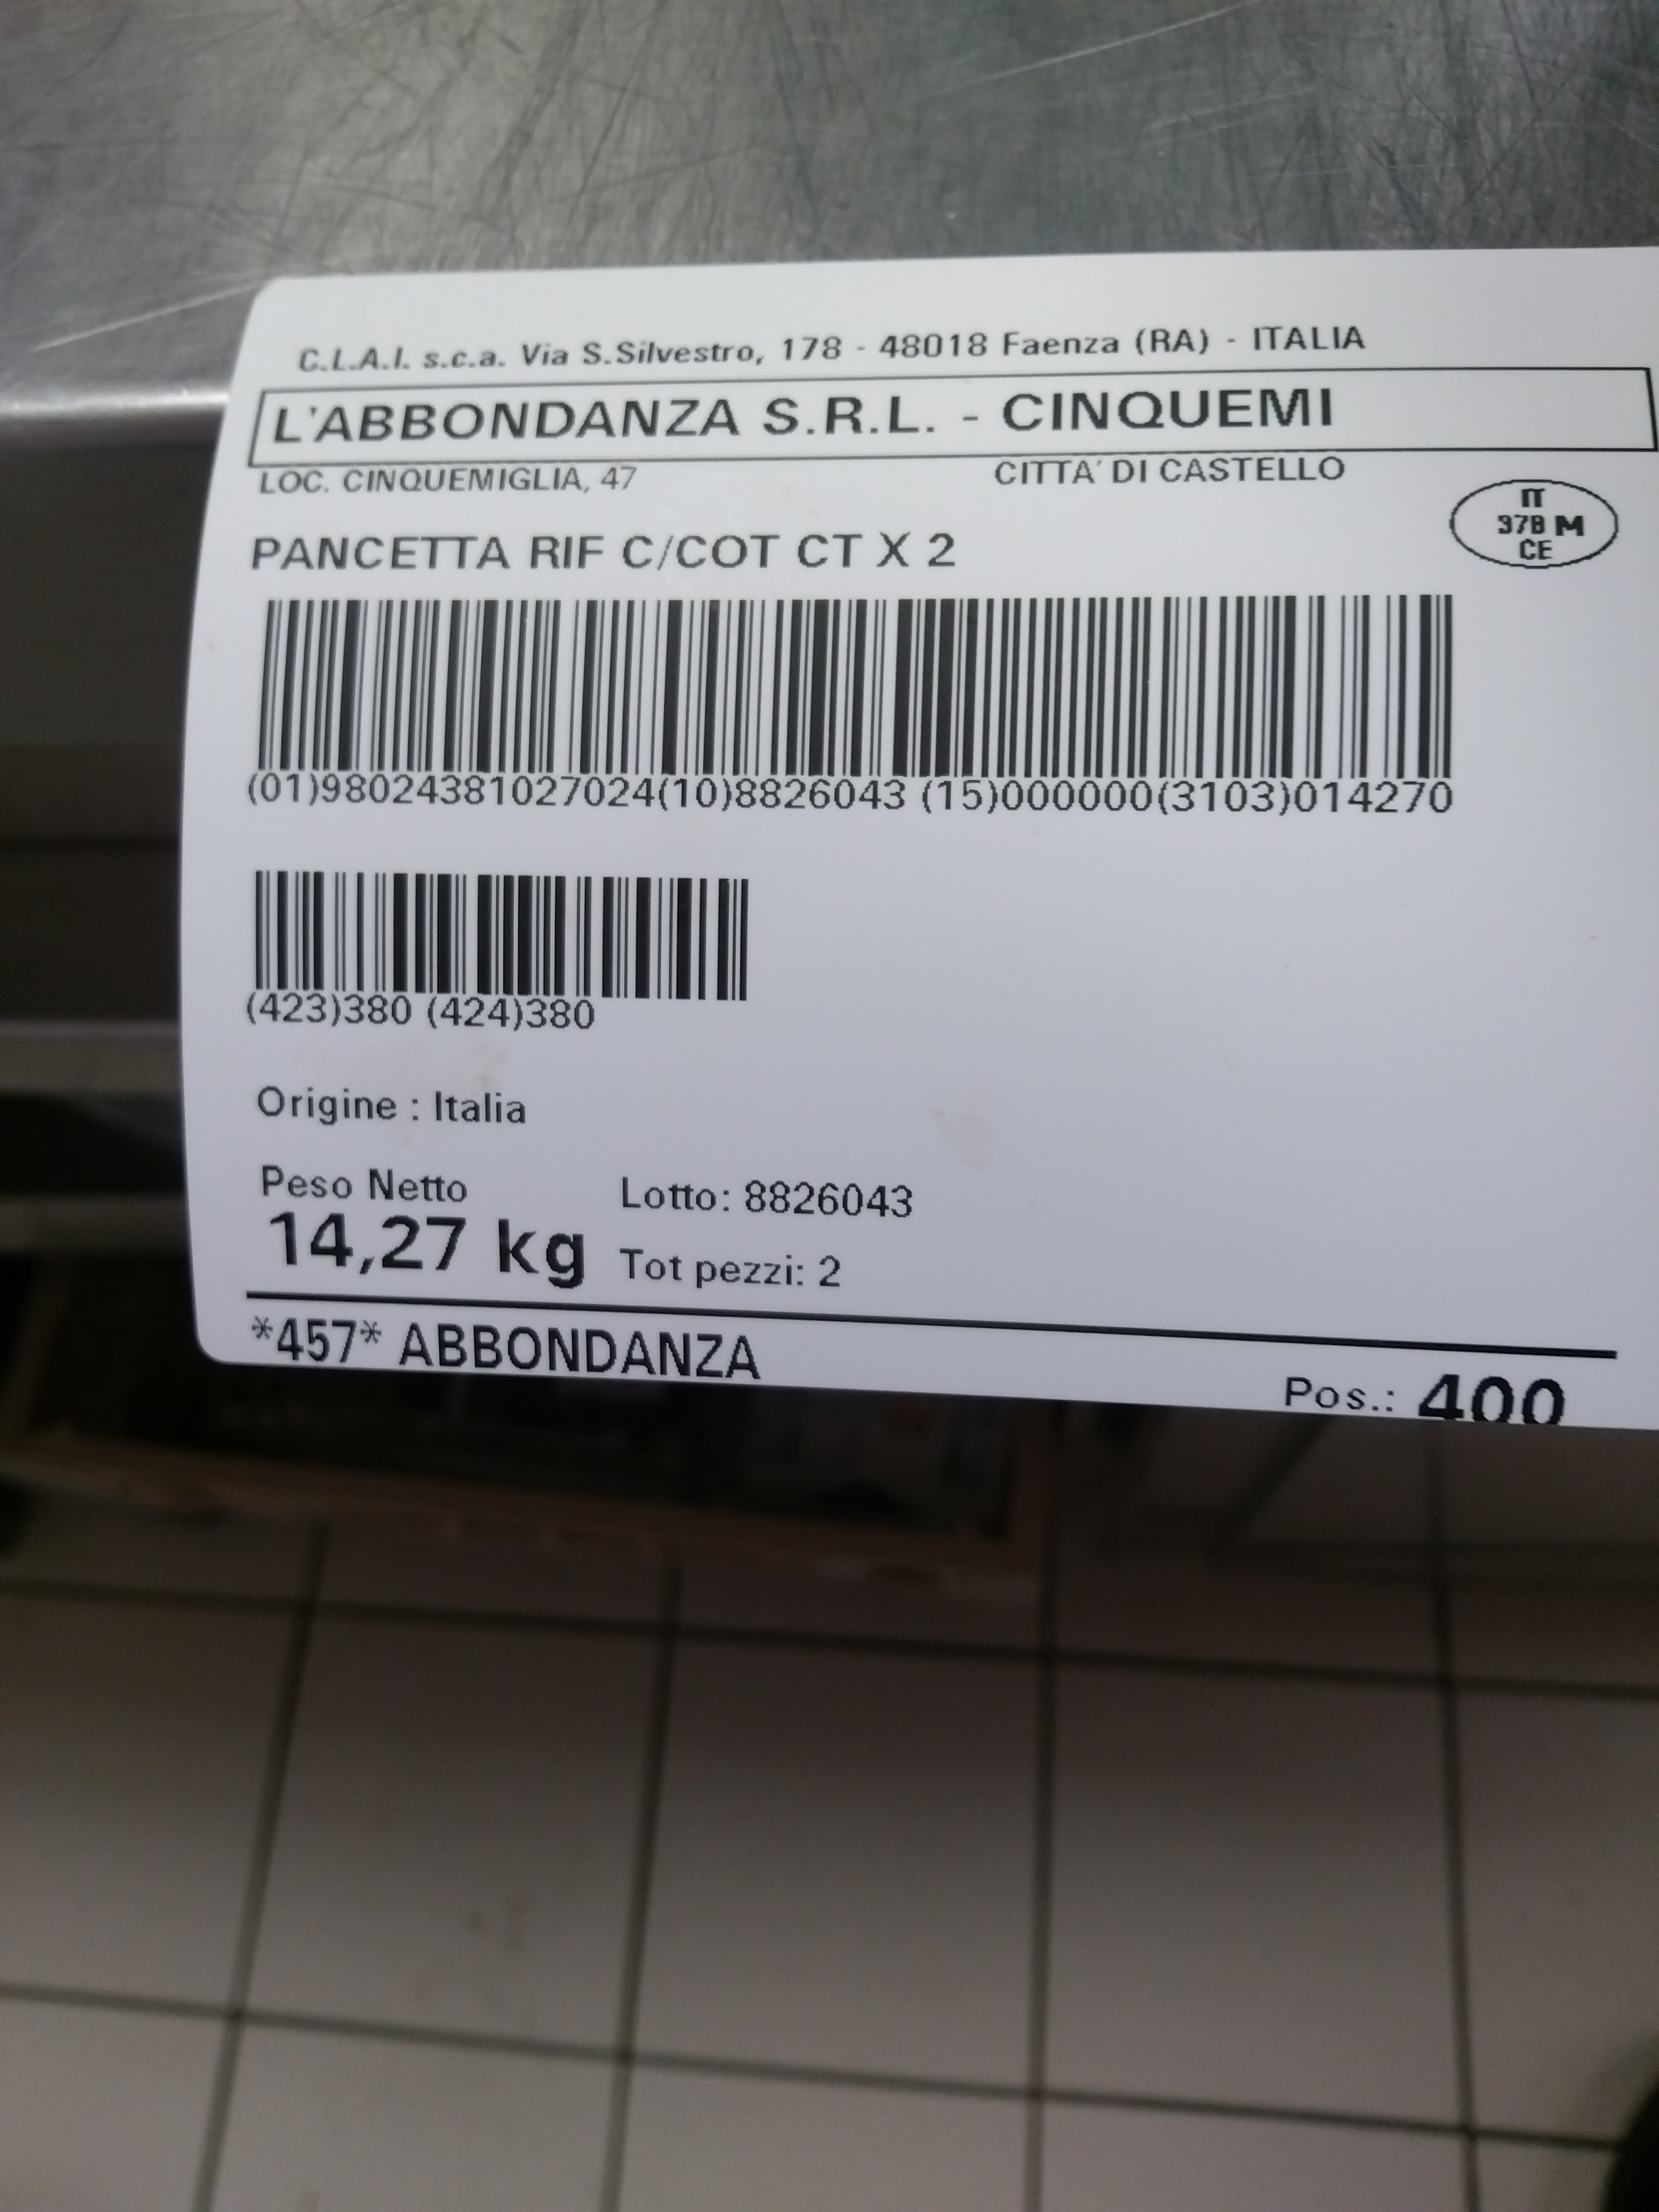 C.L.A.I. s.c.a. Via S.Silvestro, 178 - 48018 Faenza (RA) - ITALIA
L'ABBONDANZA S.R.L. - CINQUEMI
LOC. CINQUEMIGLIA, 47 CITTA' DI CASTELLO
IT
378 M
CE
PANCETTA RIF C/COT CT X 2
(01)98024381027024(10)8826043 (15)000000(3103)014270
(423)380 (424)380
Origine : Italia
Peso Netto Lotto: 8826043
14,27 kg Tot pezzi: 2
*457* ABBONDANZA
Pos.: 400